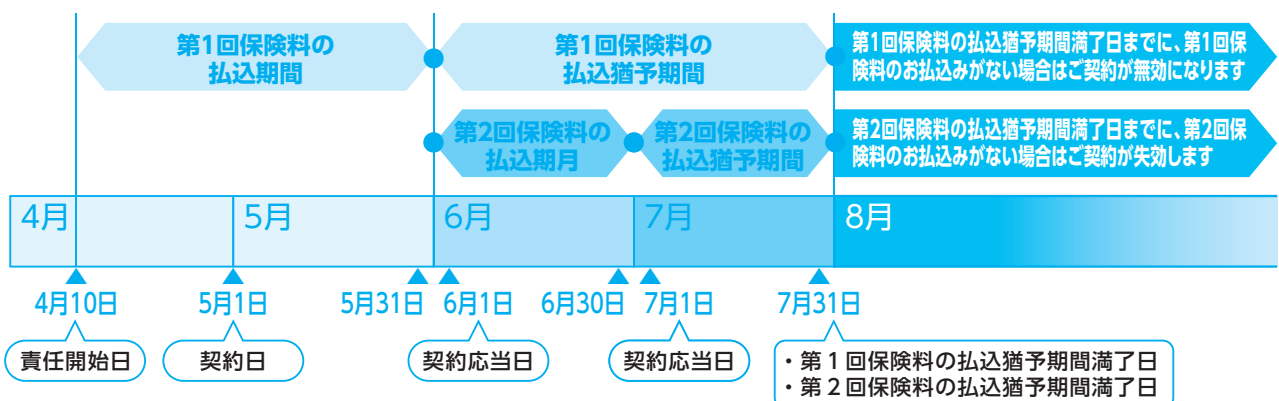 第1回保険料の
払込期間
第1回保険料の
払込猶予期間
第1回保険料の払込猶予期間満了日までに、第1回保
険料のお払込みがない場合はご契約が無効になります
第2回保険料の
払込期月
第2回保険料の
払込猶予期間
第2回保険料の払込猶予期間満了日までに、第2回保
険料のお払込みがない場合はご契約が失効します
4月
5月
6月
7月
8月
4月10日
5月1日
5月31日
6月1日
6月30日
7月1日
7月31日
責任開始日
契約日
契約応当日
契約応当日
・第1回保険料の払込猶予期間満了日
・第2回保険料の払込猶予期間満了日